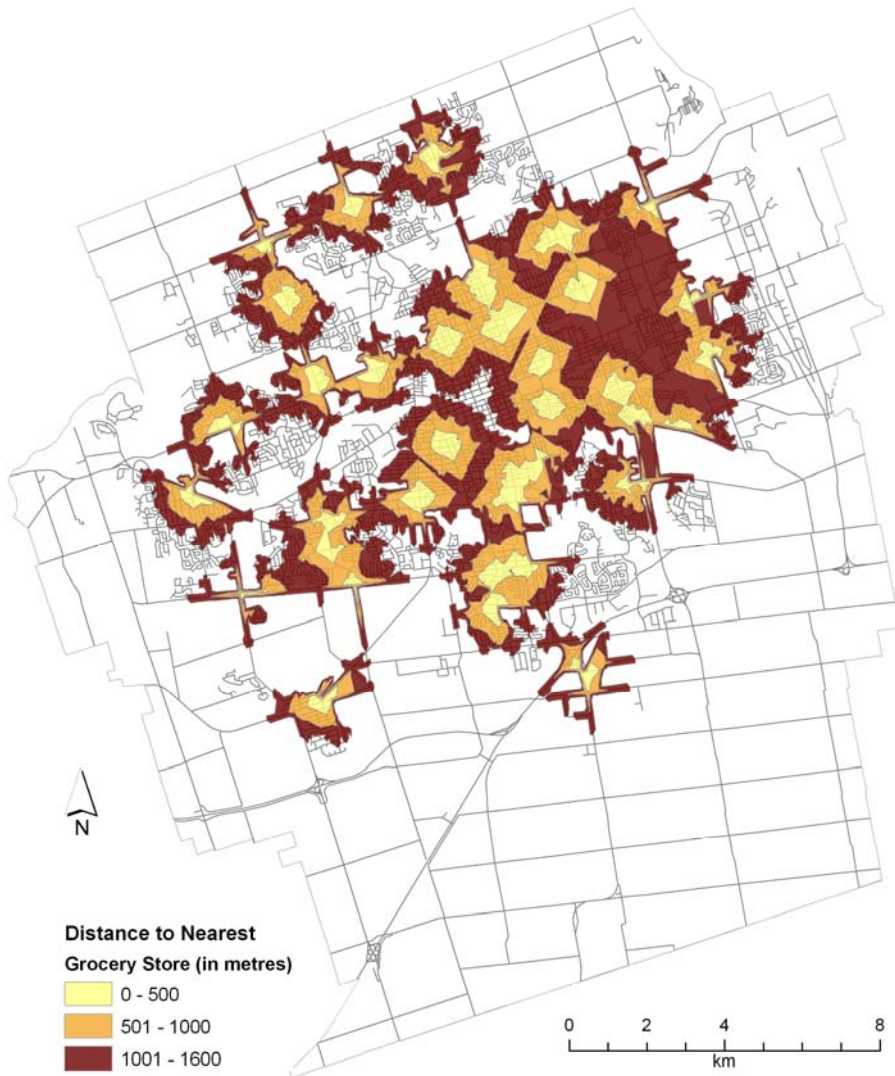 N
Distance to Nearest
Grocery Store (in metres)
0 - 500
501 - 1000
1001 - 1600
0 2 4 8
km